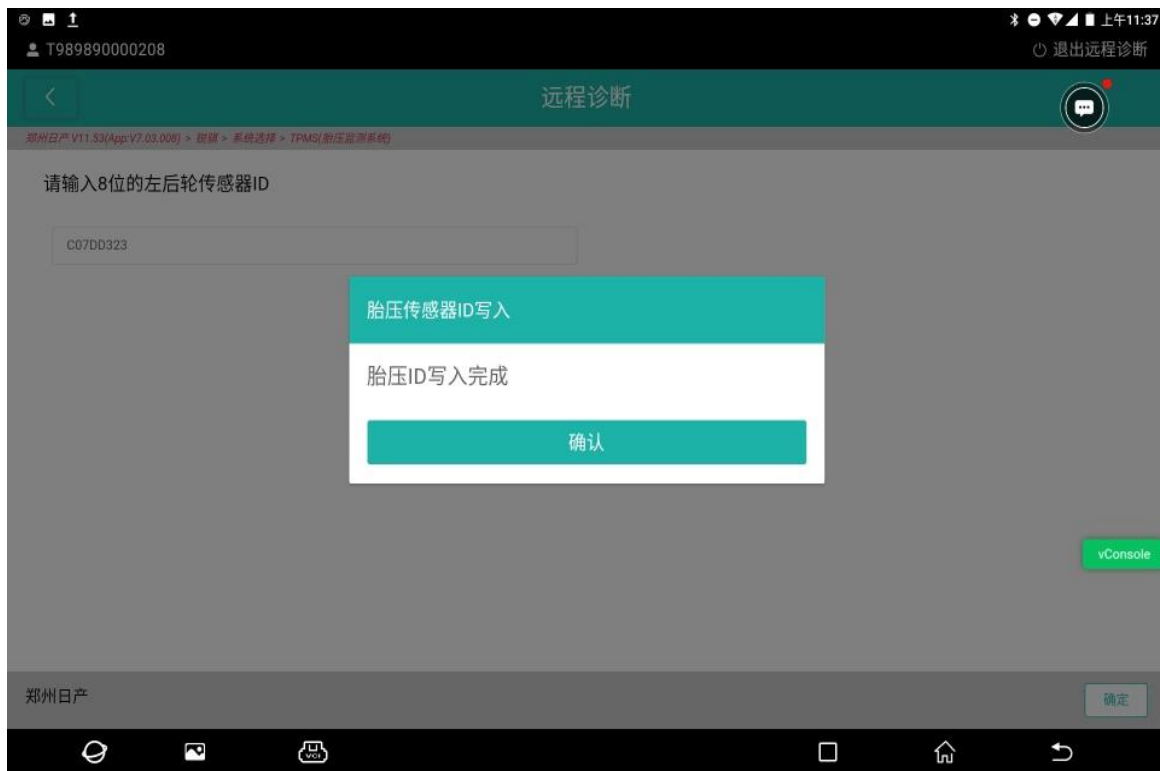 上午11:37
T989890000208
退出远程诊断
远程诊断
郑州日产 V11.53(App:V7.03.008) > 锐骐 > 系统选择 > TPMS(胎压监测系统)
请输入8位的左后轮传感器ID
C07DD323
胎压传感器ID写入
胎压ID写入完成
确认
vConsole
郑州日产
确定
VCI